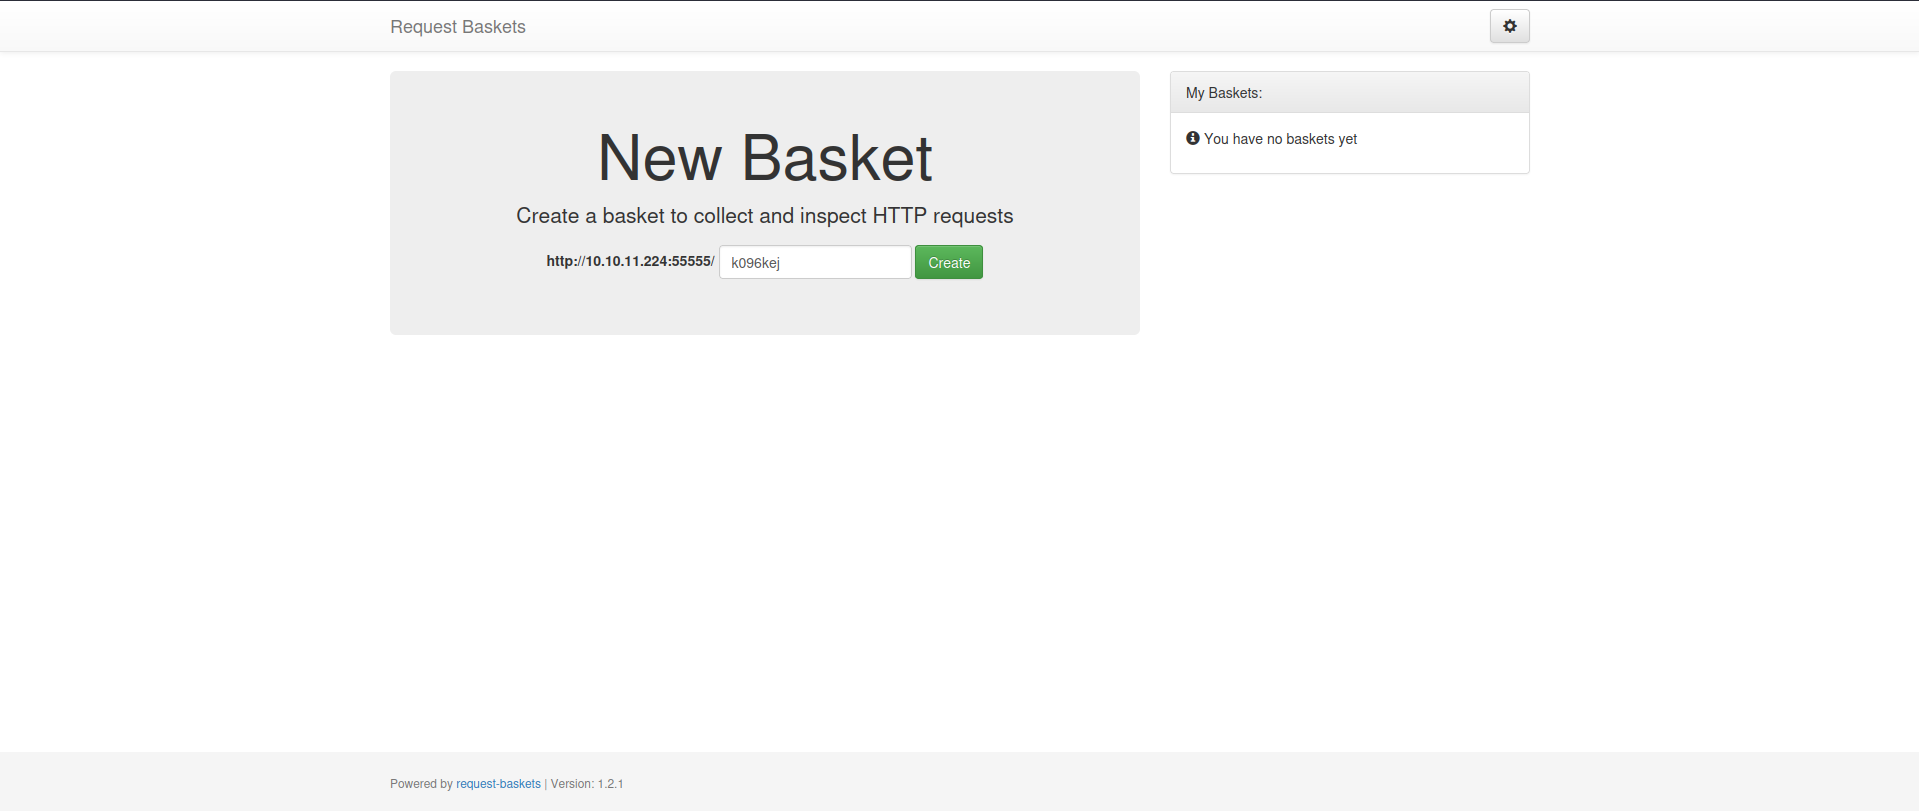 Request Baskets
New Basket
Create a basket to collect and inspect HTTP requests
http://10.10.11.224:55555/ k096kej Create
My Baskets:
You have no baskets yet
Powered by request-baskets | Version: 1.2.1